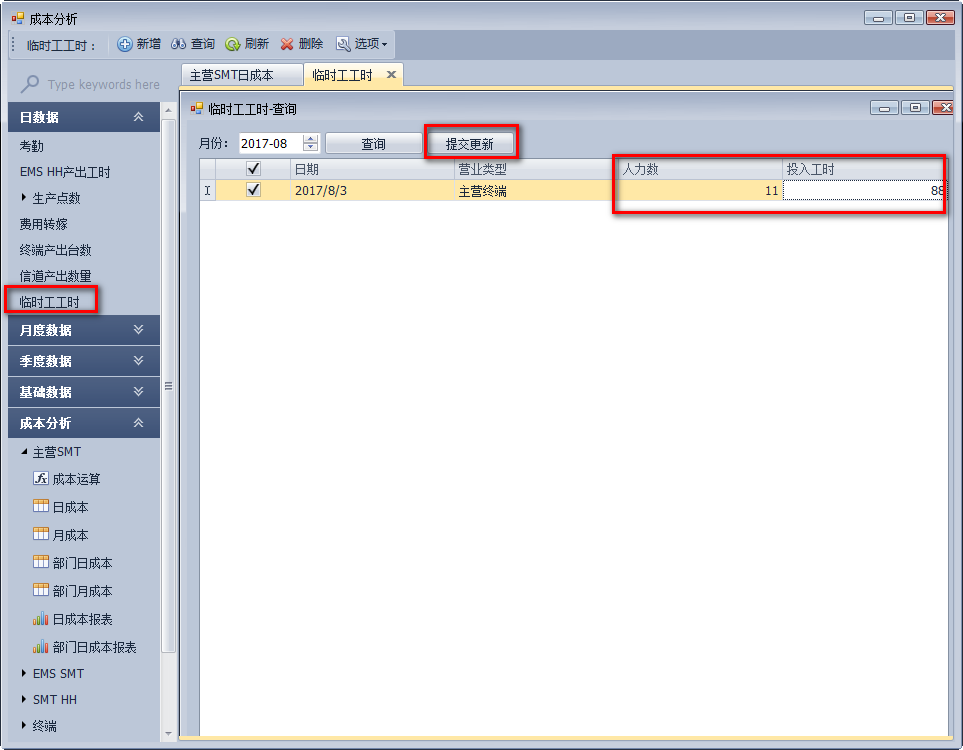 成本分析
临时工工时： 新增 查询 刷新 删除 选项
Type keywords here
主营SMT日成本 临时工工时
日数据
考勤
EMS HH产出工时
生产点数
费用转嫁
终端产出台数
信道产出数量
临时工工时
月度数据
季度数据
基础数据
成本分析
主营SMT
fx 成本运算
日成本
月成本
部门日成本
部门月成本
日成本报表
部门日成本报表
EMS SMT
SMT HH
终端
临时工工时-查询
月份： 2017-08 查询 提交更新
日期 营业类型 人力数 投入工时
2017/8/3 主营终端 11 88